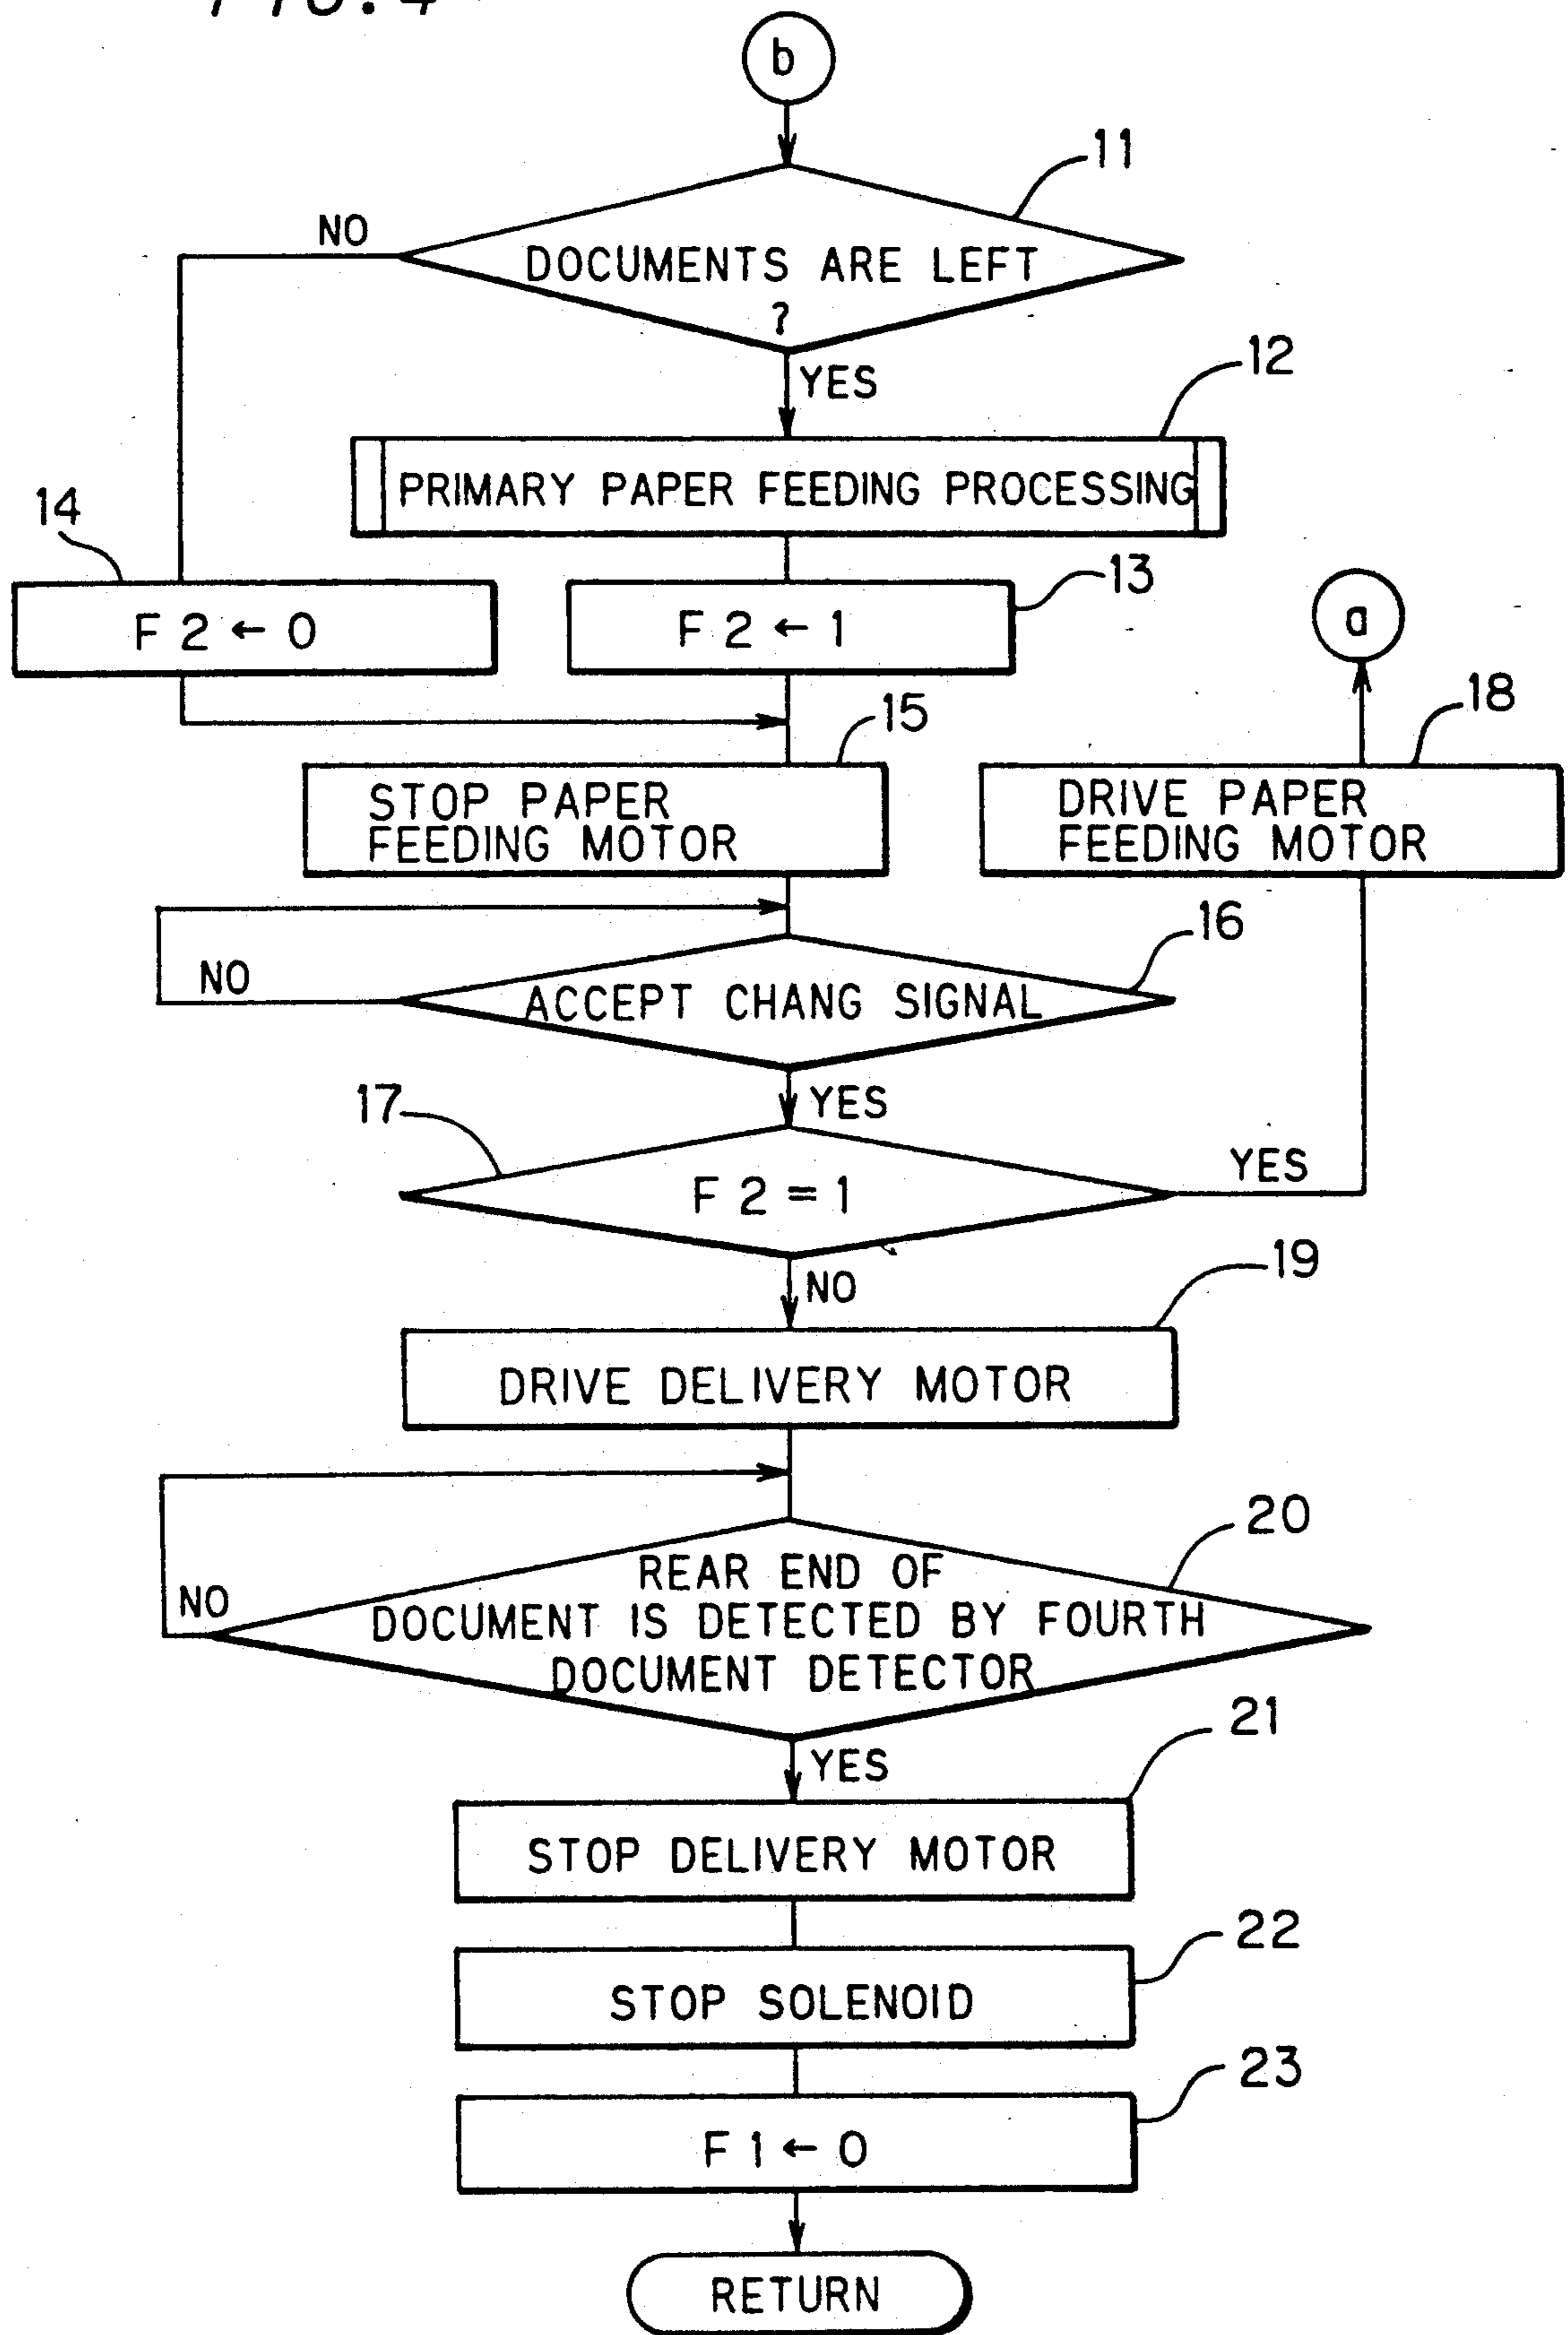 FIG. 4
b
11
NO
DOCUMENTS ARE LEFT
?
YES
12
PRIMARY PAPER FEEDING PROCESSING
14
13
F 2 ← 0
F 2 ← 1
a
15
18
STOP PAPER
FEEDING MOTOR
DRIVE PAPER
FEEDING MOTOR
16
NO
ACCEPT CHANG SIGNAL
YES
17
F 2 = 1
YES
NO
19
DRIVE DELIVERY MOTOR
20
NO
REAR END OF
DOCUMENT IS DETECTED BY FOURTH
DOCUMENT DETECTOR
YES
21
STOP DELIVERY MOTOR
22
STOP SOLENOID
23
F 1 ← 0
RETURN